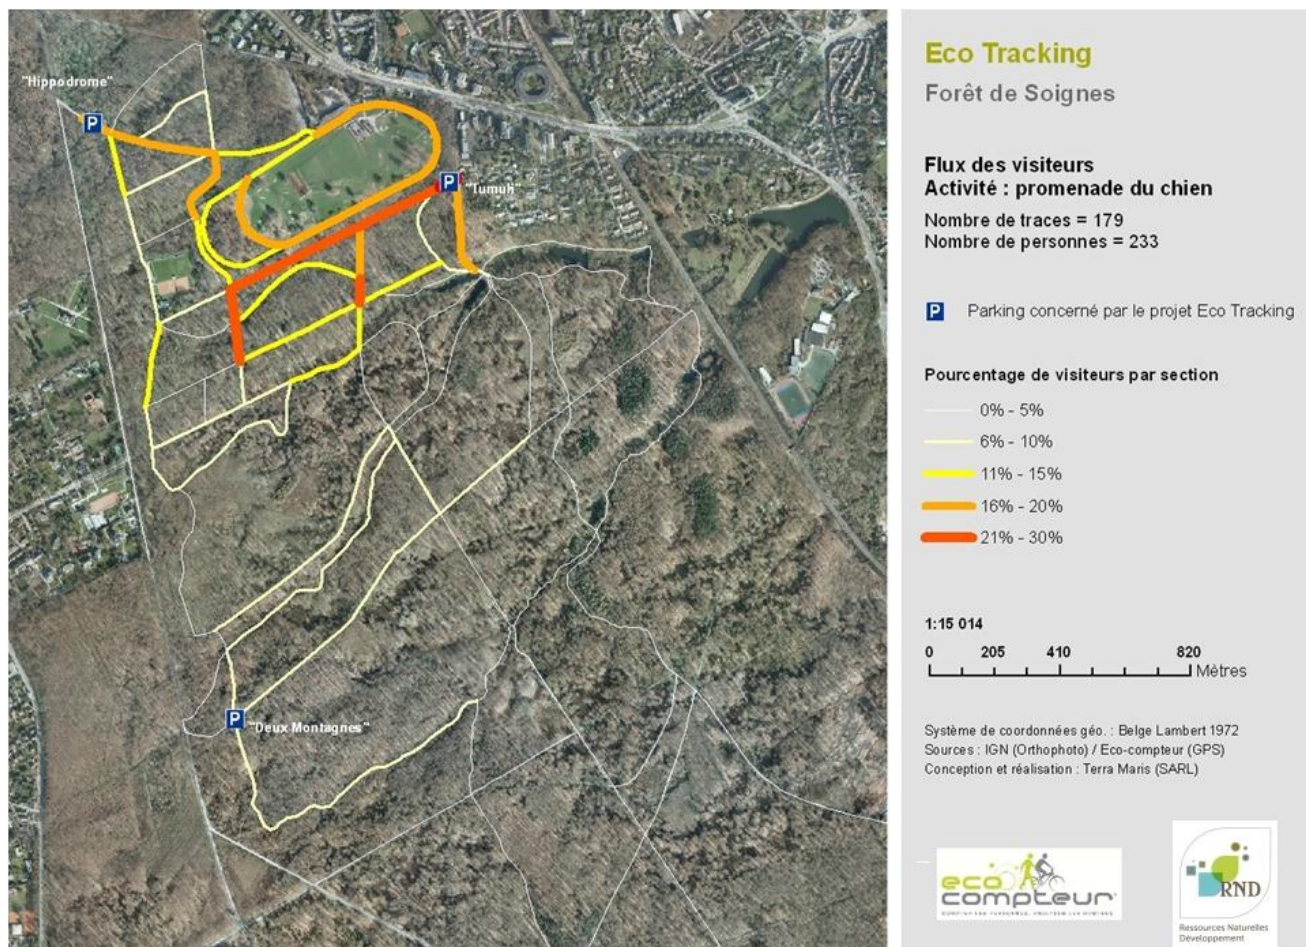 "Hippodrome"
P
P
"Tumuli"
P
"Deux Montagnes"
Eco Tracking
Forêt de Soignes
Flux des visiteurs
Activité : promenade du chien
Nombre de traces = 179
Nombre de personnes = 233
P Parking concerné par le projet Eco Tracking
Pourcentage de visiteurs par section
0% - 5%
6% - 10%
11% - 15%
16% - 20%
21% - 30%
1:15 014
0 205 410 820
Mètres
Système de coordonnées géo. : Belge Lambert 1972
Sources : IGN (Orthophoto) / Eco-compteur (GPS)
Conception et réalisation : Terra Maris (SARL)
eco
compteur
RND
Ressources Naturelles
Développement